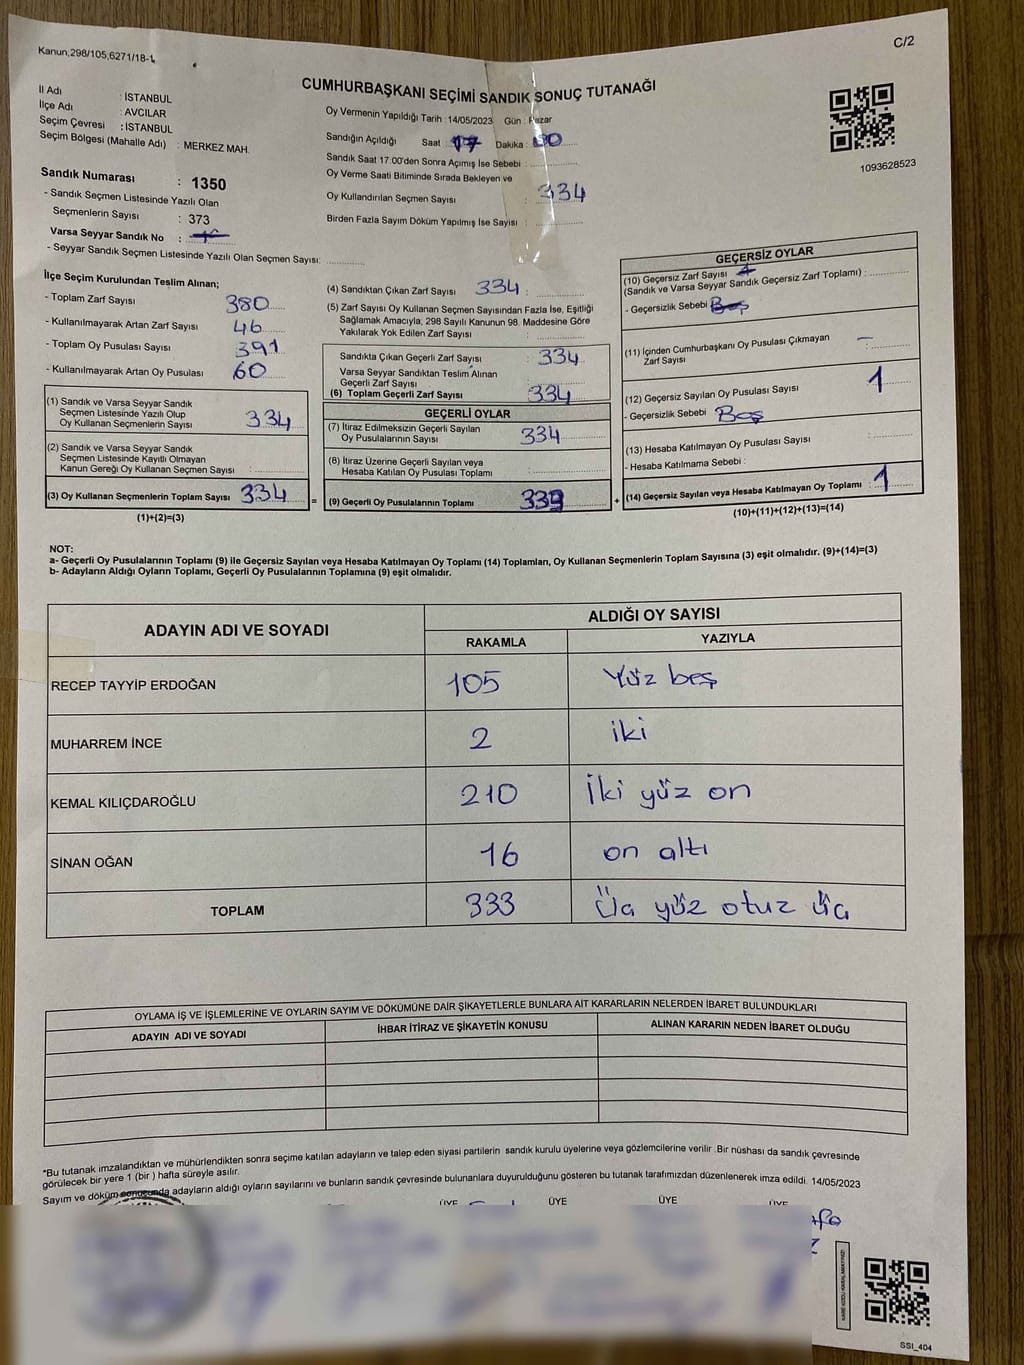 Kanun,298/105,6271/18-1
C/2
CUMHURBAŞKANI SEÇİMİ SANDIK SONUÇ TUTANAĞI
İl Adı : İSTANBUL
İlçe Adı : AVCILAR
Seçim Çevresi : İSTANBUL
Seçim Bölgesi (Mahalle Adı) : MERKEZ MAH.
Sandık Numarası : 1350
- Sandık Seçmen Listesinde Yazılı Olan
Seçmenlerin Sayısı : 373
Varsa Seyyar Sandık No :
- Seyyar Sandık Seçmen Listesinde Yazılı Olan Seçmen Sayısı:
Oy Vermenin Yapıldığı Tarih : 14/05/2023 Gün : Pazar
Sandığın Açıldığı Saat : 17 Dakika : 00
Sandık Saat 17:00'den Sonra Açımış İse Sebebi :
Oy Verme Saati Bitiminde Sırada Bekleyen ve
Oy Kullandırılan Seçmen Sayısı : 334
Birden Fazla Sayım Döküm Yapılmış İse Sayısı :
1093628523
İlçe Seçim Kurulundan Teslim Alınan;
- Toplam Zarf Sayısı 380
- Kullanılmayarak Artan Zarf Sayısı 46
- Toplam Oy Pusulası Sayısı 391
- Kullanılmayarak Artan Oy Pusulası 60
(1) Sandık ve Varsa Seyyar Sandık
Seçmen Listesinde Yazılı Olup
Oy Kullanan Seçmenlerin Sayısı 334
(2) Sandık ve Varsa Seyyar Sandık
Seçmen Listesinde Kayıtlı Olmayan
Kanun Gereği Oy Kullanan Seçmen Sayısı :
(3) Oy Kullanan Seçmenlerin Toplam Sayısı 334
(1)+(2)=(3)
=
(4) Sandıktan Çıkan Zarf Sayısı 334 :
(5) Zarf Sayısı Oy Kullanan Seçmen Sayısından Fazla İse, Eşitliği
Sağlamak Amacıyla, 298 Sayılı Kanunun 98. Maddesine Göre
Yakılarak Yok Edilen Zarf Sayısı :
Sandıkta Çıkan Geçerli Zarf Sayısı : 334
Varsa Seyyar Sandıktan Teslim Alınan
Geçerli Zarf Sayısı :
(6) Toplam Geçerli Zarf Sayısı 334
GEÇERLİ OYLAR
(7) İtiraz Edilmeksizin Geçerli Sayılan
Oy Pusulalarının Sayısı 334
(8) İtiraz Üzerine Geçerli Sayılan veya
Hesaba Katılan Oy Pusulası Toplamı :
(9) Geçerli Oy Pusulalarının Toplamı 333
+
GEÇERSİZ OYLAR
(10) Geçersiz Zarf Sayısı
(Sandık ve Varsa Seyyar Sandık Geçersiz Zarf Toplamı) :
- Geçersizlik Sebebi Boş
(11) İçinden Cumhurbaşkanı Oy Pusulası Çıkmayan
Zarf Sayısı : -
(12) Geçersiz Sayılan Oy Pusulası Sayısı 1
- Geçersizlik Sebebi Boş
(13) Hesaba Katılmayan Oy Pusulası Sayısı :
- Hesaba Katılmama Sebebi :
(14) Geçersiz Sayılan veya Hesaba Katılmayan Oy Toplamı : 1
(10)+(11)+(12)+(13)=(14)
NOT:
a- Geçerli Oy Pusulalarının Toplamı (9) ile Geçersiz Sayılan veya Hesaba Katılmayan Oy Toplamı (14) Toplamları, Oy Kullanan Seçmenlerin Toplam Sayısına (3) eşit olmalıdır. (9)+(14)=(3)
b- Adayların Aldığı Oyların Toplamı, Geçerli Oy Pusulalarının Toplamına (9) eşit olmalıdır.
ADAYIN ADI VE SOYADI
ALDIĞI OY SAYISI
RAKAMLA YAZIYLA
RECEP TAYYİP ERDOĞAN 105 Yüz beş
MUHARREM İNCE 2 iki
KEMAL KILIÇDAROĞLU 210 İki yüz on
SİNAN OĞAN 16 on altı
TOPLAM 333 Üç yüz otuz üç
OYLAMA İŞ VE İŞLEMLERİNE VE OYLARIN SAYIM VE DÖKÜMÜNE DAİR ŞİKAYETLERLE BUNLARA AİT KARARLARIN NELERDEN İBARET BULUNDUKLARI
ADAYIN ADI VE SOYADI İHBAR İTİRAZ VE ŞİKAYETİN KONUSU ALINAN KARARIN NEDEN İBARET OLDUĞU
*Bu tutanak imzalandıktan ve mühürlendikten sonra seçime katılan adayların ve talep eden siyasi partilerin sandık kurulu üyelerine veya gözlemcilerine verilir .Bir nüshası da sandık çevresinde
görülecek bir yere 1 (bir ) hafta süreyle asılır.
Sayım ve döküm sonucunda adayların aldığı oyların sayılarını ve bunların sandık çevresinde bulunanlara duyurulduğunu gösteren bu tutanak tarafımızdan düzenlenerek imza edildi. 14/05/2023
ÜYE ÜYE ÜYE ÜYE
SSI_404